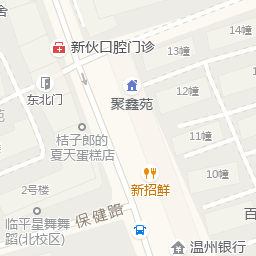 舍
新伙口腔门诊
14幢
13幢
东北门
聚鑫苑
12幢
桔子郎的
夏天蛋糕店
11幢
2号楼
新招鲜
10幢
保健路
临平星舞舞
蹈(北校区)
温州银行